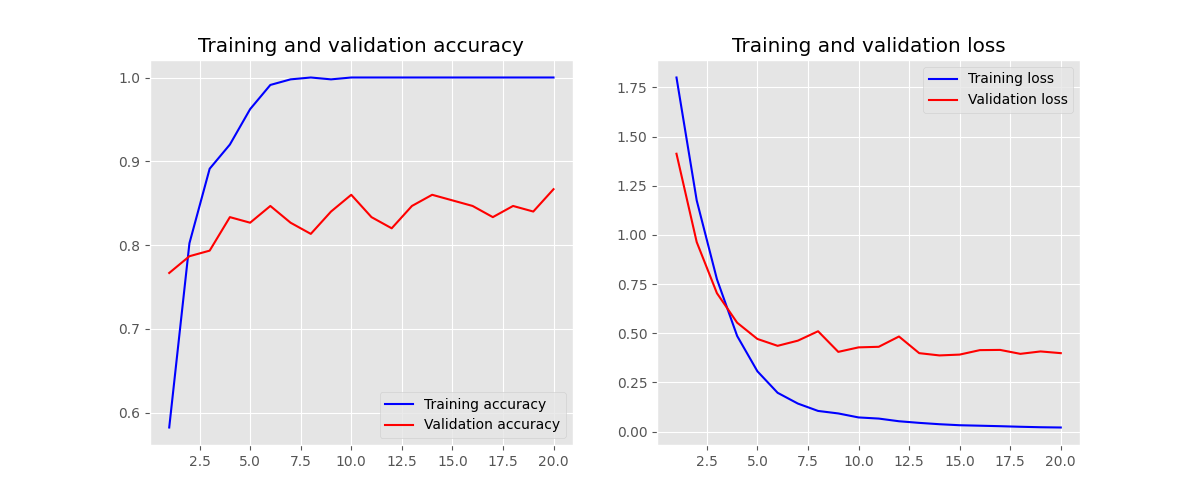 Training and validation accuracy
1.0
0.9
0.8
0.7
0.6
Training accuracy
Validation accuracy
2.5 5.0 7.5 10.0 12.5 15.0 17.5 20.0
Training and validation loss
Training loss
Validation loss
1.75
1.50
1.25
1.00
0.75
0.50
0.25
0.00
2.5 5.0 7.5 10.0 12.5 15.0 17.5 20.0